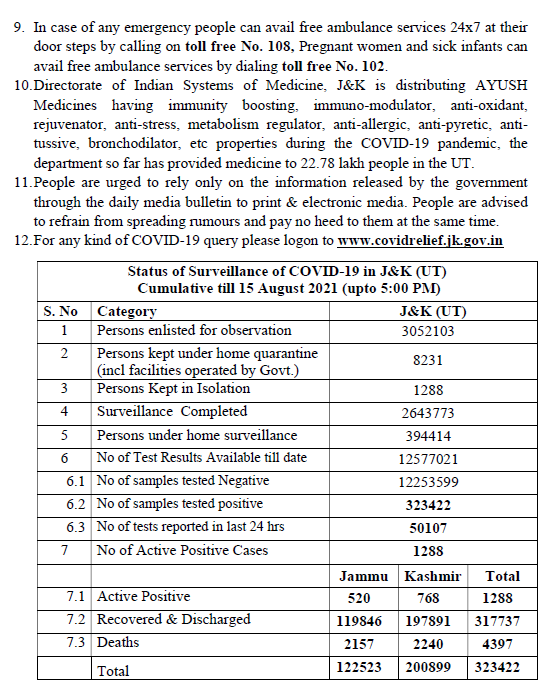 9. In case of any emergency people can avail free ambulance services 24x7 at their
door steps by calling on toll free No. 108, Pregnant women and sick infants can
avail free ambulance services by dialing toll free No. 102.
10.Directorate of Indian Systems of Medicine, J&K is distributing AYUSH
Medicines having immunity boosting, immuno-modulator, anti-oxidant,
rejuvenator, anti-stress, metabolism regulator, anti-allergic, anti-pyretic, anti-
tussive, bronchodilator, etc properties during the COVID-19 pandemic, the
department so far has provided medicine to 22.78 lakh people in the UT.
11.People are urged to rely only on the information released by the government
through the daily media bulletin to print & electronic media. People are advised
to refrain from spreading rumours and pay no heed to them at the same time.
12.For any kind of COVID-19 query please logon to www.covidrelief.jk.gov.in
Status of Surveillance of COVID-19 in J&K (UT)
Cumulative till 15 August 2021 (upto 5:00 PM)
S. No Category J&K (UT)
1 Persons enlisted for observation 3052103
2 Persons kept under home quarantine
(incl facilities operated by Govt.) 8231
3 Persons Kept in Isolation 1288
4 Surveillance Completed 2643773
5 Persons under home surveillance 394414
6 No of Test Results Available till date 12577021
6.1 No of samples tested Negative 12253599
6.2 No of samples tested positive 323422
6.3 No of tests reported in last 24 hrs 50107
7 No of Active Positive Cases 1288
Jammu Kashmir Total
7.1 Active Positive 520 768 1288
7.2 Recovered & Discharged 119846 197891 317737
7.3 Deaths 2157 2240 4397
Total 122523 200899 323422